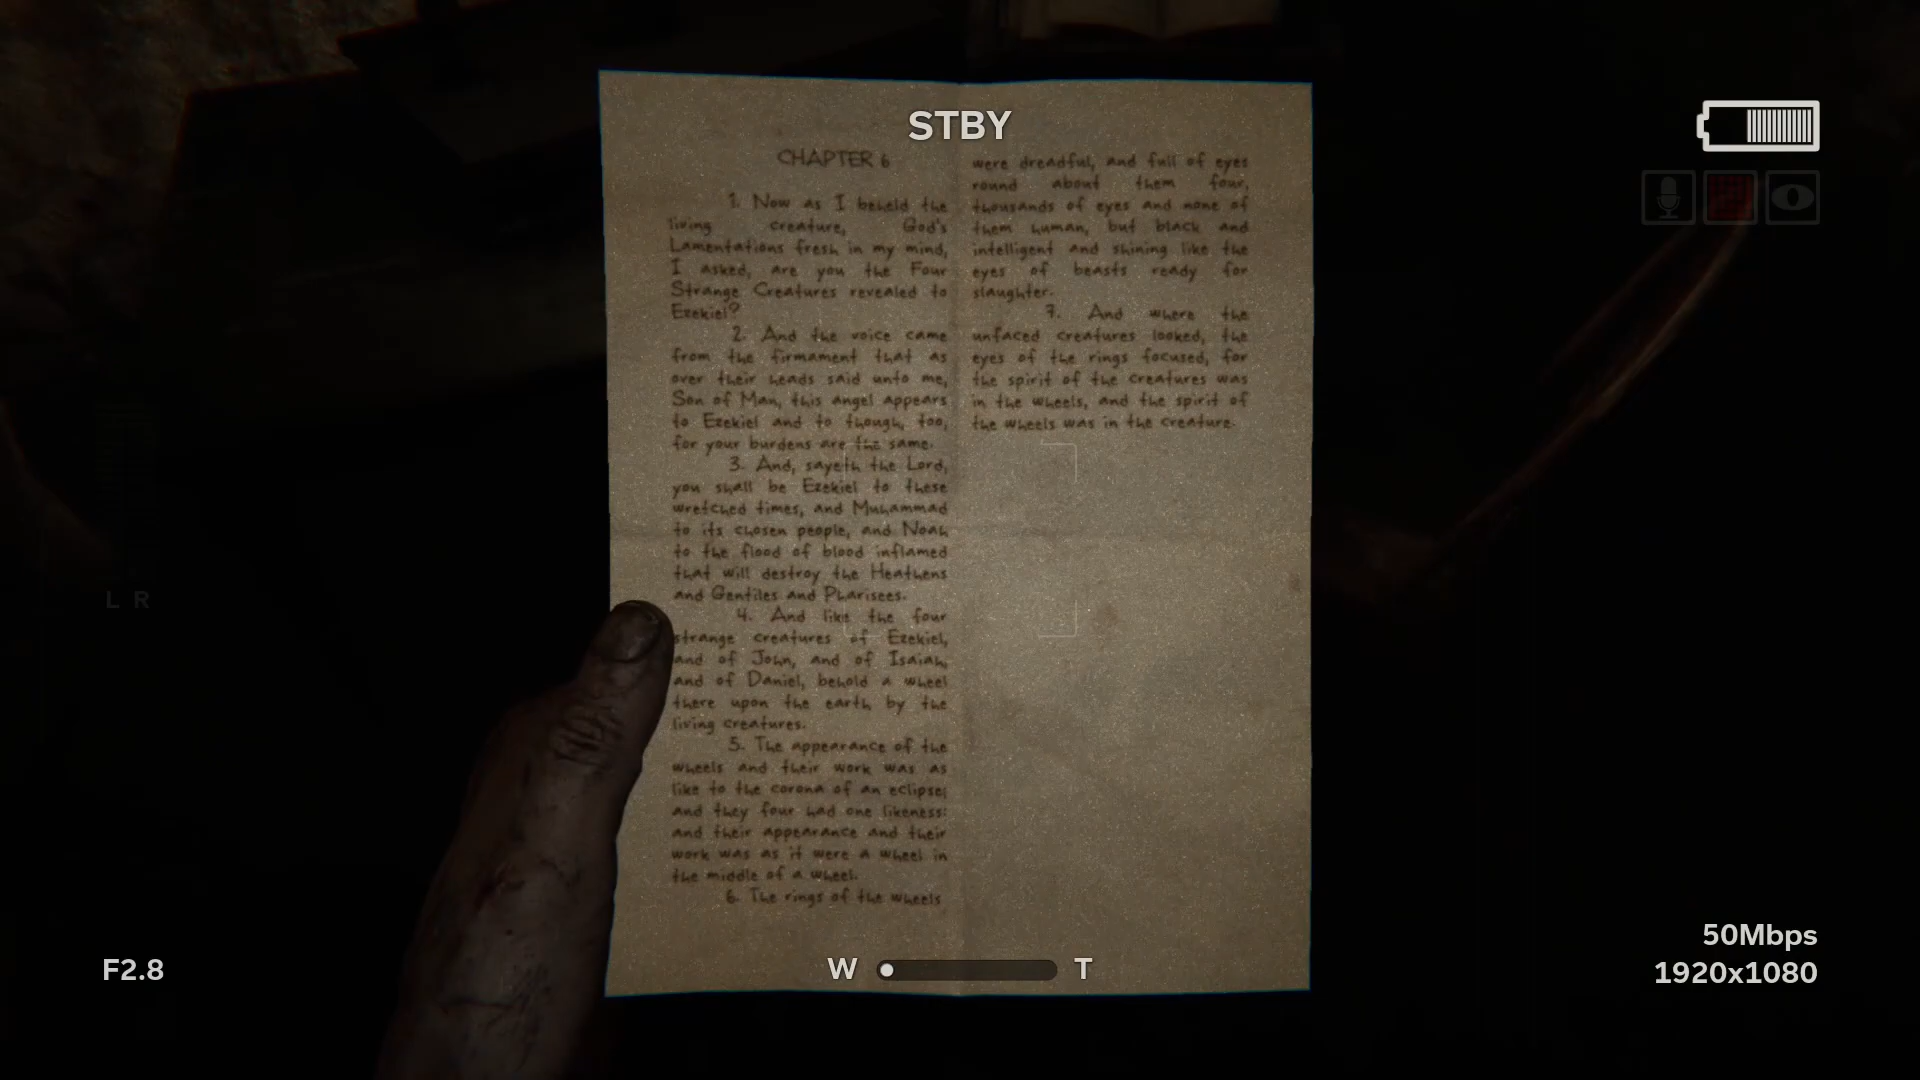 STBY
CHAPTER 6
1. Now as I beheld the
living creature, God's
Lamentations fresh in my mind,
I asked, are you the Four
Strange Creatures revealed to
Ezekiel?
2. And the voice came
from the firmament that as
over their heads said unto me,
Son of Man, this angel appears
to Ezekiel and to though, too,
for your burdens are the same.
3. And, sayeth the Lord,
you shall be Ezekiel to these
wretched times, and Muhammad
to its chosen people, and Noah
to the flood of blood inflamed
that will destroy the Heathens
and Gentiles and Pharisees.
4. And like the four
strange creatures of Ezekiel,
and of John, and of Isaiah,
and of Daniel, behold a wheel
there upon the earth by the
living creatures.
5. The appearance of the
wheels and their work was as
like to the corona of an eclipse;
and they four had one likeness:
and their appearance and their
work was as it were a wheel in
the middle of a wheel.
6. The rings of the wheels
were dreadful, and full of eyes
round about them four,
thousands of eyes and none of
them human, but black and
intelligent and shining like the
eyes of beasts ready for
slaughter.
7. And where the
unfaced creatures looked, the
eyes of the rings focused, for
the spirit of the creatures was
in the wheels, and the spirit of
the wheels was in the creature.
L R
F2.8
W T
50Mbps
1920x1080